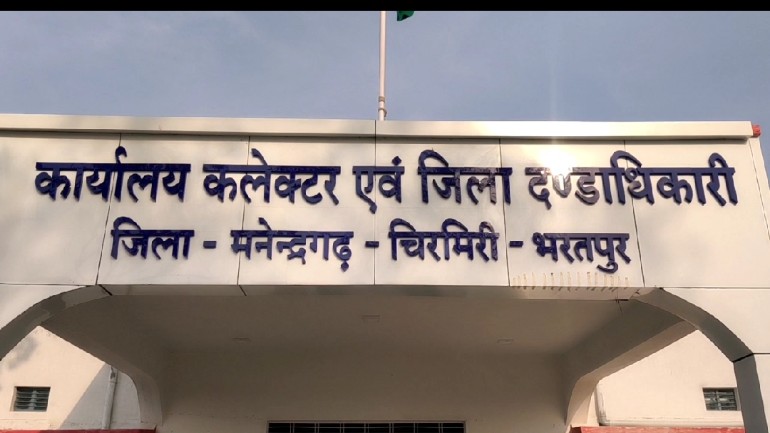 कार्यालय कलेक्टर एवं जिला दण्डाधिकारी
जिला - मनेन्द्रगढ़ - चिरमिरी - भरतपुर